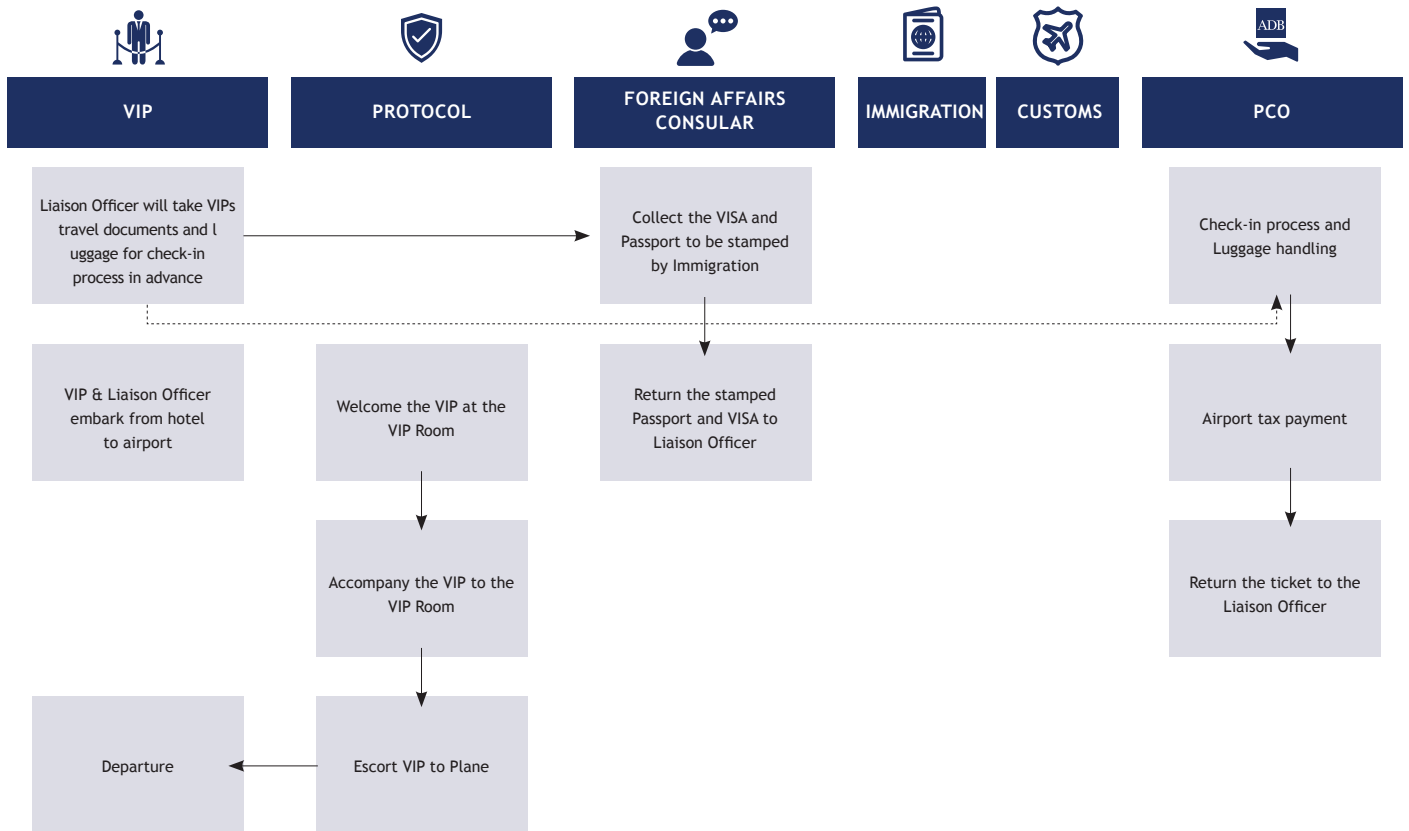 ADB
VIP
PROTOCOL
FOREIGN AFFAIRS
CONSULAR
IMMIGRATION
CUSTOMS
PCO
Liaison Officer will take VIPs
travel documents and l
uggage for check-in
process in advance
Collect the VISA and
Passport to be stamped
by Immigration
Check-in process and
Luggage handling
VIP & Liaison Officer
embark from hotel
to airport
Welcome the VIP at the
VIP Room
Return the stamped
Passport and VISA to
Liaison Officer
Airport tax payment
Accompany the VIP to the
VIP Room
Return the ticket to the
Liaison Officer
Departure
Escort VIP to Plane